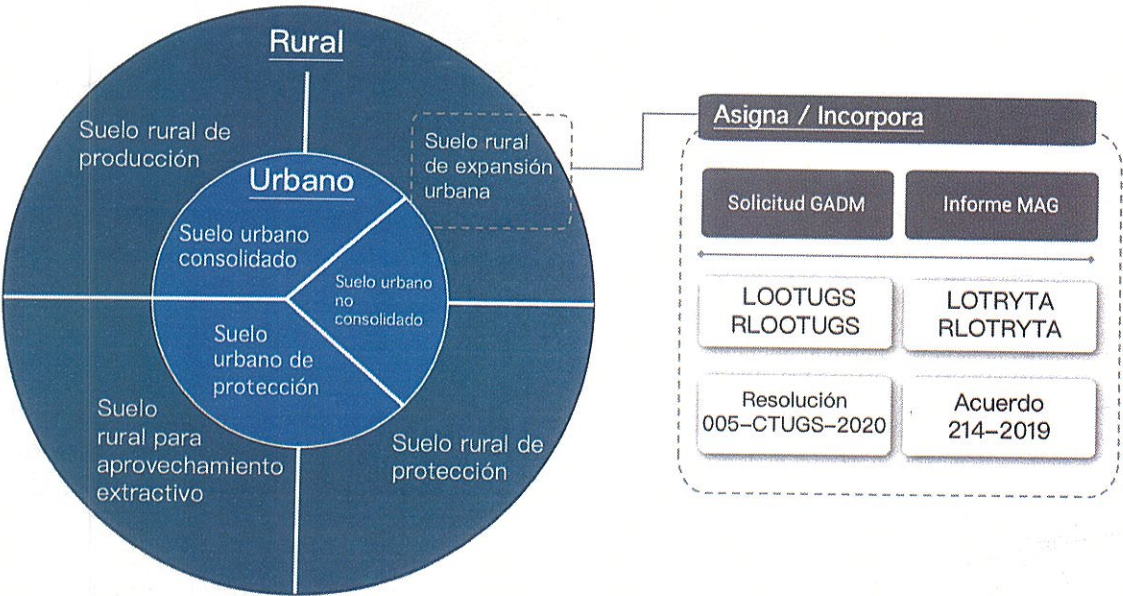 Rural
Suelo rural de
producción
Suelo rural
de expansión
urbana
Urbano
Suelo urbano
consolidado
Suelo urbano
no
consolidado
Suelo
urbano de
protección
Suelo
rural para
aprovechamiento
extractivo
Suelo rural de
protección
Asigna / Incorpora
Solicitud GADM
Informe MAG
LOOTUGS
RLOOTUGS
LOTRYTA
RLOTRYTA
Resolución
005-CTUGS-2020
Acuerdo
214-2019